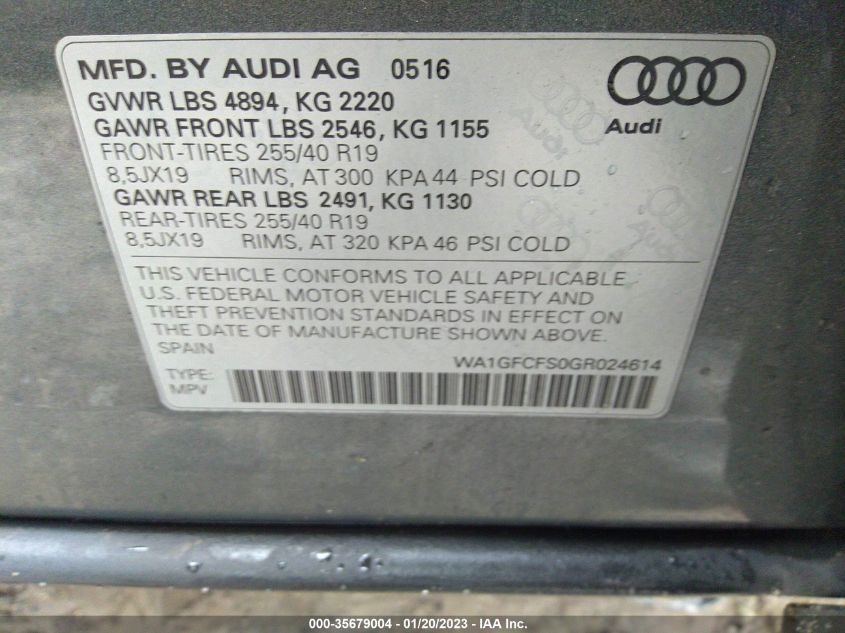 MFD. BY AUDI AG 0516
GVWR LBS 4894, KG 2220
GAWR FRONT LBS 2546, KG 1155
FRONT-TIRES 255/40 R19
8,5JX19 RIMS, AT 300 KPA 44 PSI COLD
GAWR REAR LBS 2491, KG 1130
REAR-TIRES 255/40 R19
8,5JX19 RIMS, AT 320 KPA 46 PSI COLD
Audi
THIS VEHICLE CONFORMS TO ALL APPLICABLE
U.S. FEDERAL MOTOR VEHICLE SAFETY AND
THEFT PREVENTION STANDARDS IN EFFECT ON
THE DATE OF MANUFACTURE SHOWN ABOVE.
SPAIN
WA1GFCFS0GR024614
TYPE:
MPV
000-35679004 - 01/20/2023 - IAA Inc.